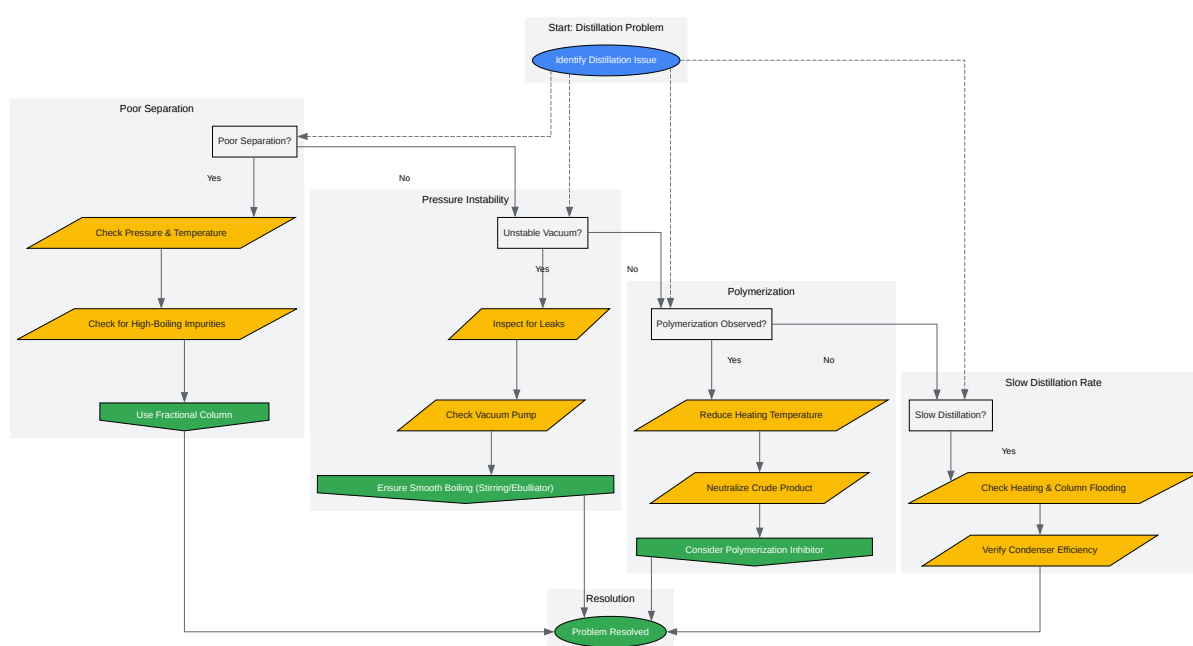 Start: Distillation Problem
Identify Distillation Issue
Poor Separation
Poor Separation?
Yes
No
Check Pressure & Temperature
Check for High-Boiling Impurities
Use Fractional Column
Pressure Instability
Unstable Vacuum?
Yes
No
Inspect for Leaks
Check Vacuum Pump
Ensure Smooth Boiling (Stirring/Ebulliator)
Polymerization
Polymerization Observed?
Yes
No
Reduce Heating Temperature
Neutralize Crude Product
Consider Polymerization Inhibitor
Slow Distillation Rate
Slow Distillation?
Yes
Check Heating & Column Flooding
Verify Condenser Efficiency
Resolution
Problem Resolved